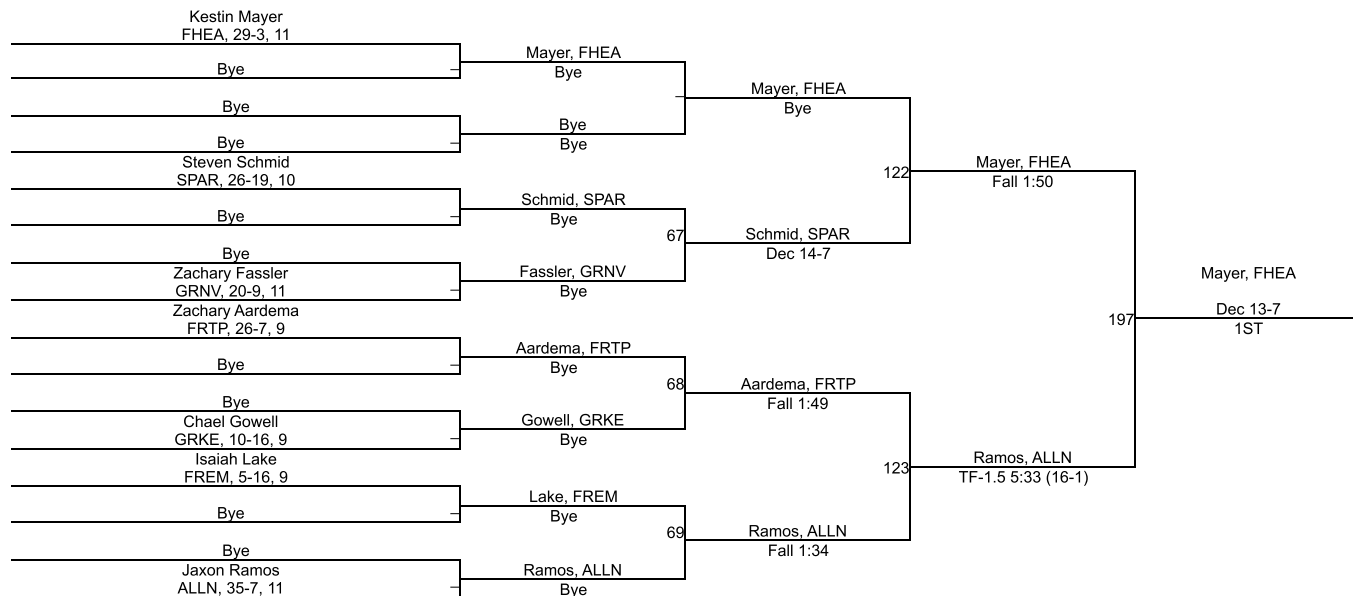 Kestin Mayer
FHEA, 29-3, 11
Bye
Bye
Bye
Steven Schmid
SPAR, 26-19, 10
Bye
Bye
Zachary Fassler
GRNV, 20-9, 11
Zachary Aardema
FRTP, 26-7, 9
Bye
Bye
Chael Gowell
GRKE, 10-16, 9
Isaiah Lake
FREM, 5-16, 9
Bye
Bye
Jaxon Ramos
ALLN, 35-7, 11
Mayer, FHEA
Bye
Bye
Bye
Schmid, SPAR
Bye
67
Fassler, GRNV
Bye
Aardema, FRTP
Bye
68
Gowell, GRKE
Bye
Lake, FREM
Bye
69
Ramos, ALLN
Bye
Mayer, FHEA
Bye
122
Schmid, SPAR
Dec 14-7
Aardema, FRTP
Fall 1:49
123
Ramos, ALLN
Fall 1:34
Mayer, FHEA
Fall 1:50
197
Ramos, ALLN
TF-1.5 5:33 (16-1)
Mayer, FHEA
Dec 13-7
1ST